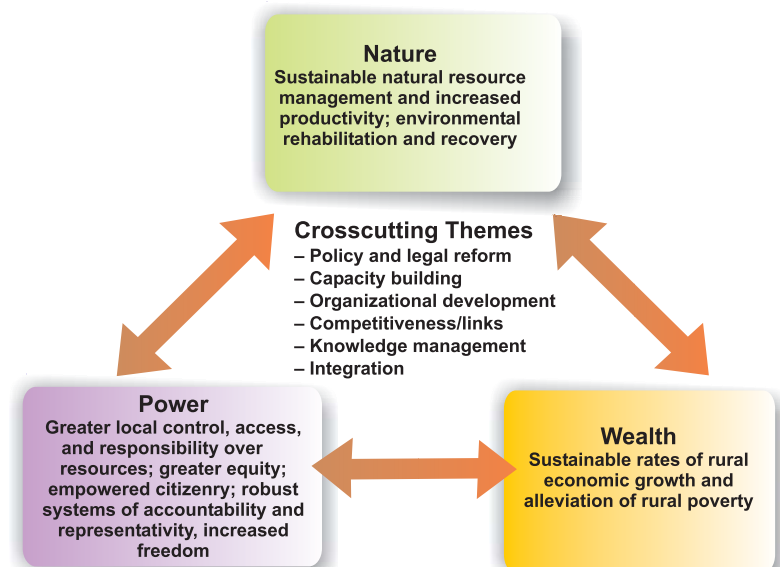 Nature
Sustainable natural resource
management and increased
productivity; environmental
rehabilitation and recovery
Crosscutting Themes
– Policy and legal reform
– Capacity building
– Organizational development
– Competitiveness/links
– Knowledge management
– Integration
Power
Greater local control, access,
and responsibility over
resources; greater equity;
empowered citizenry; robust
systems of accountability and
representativity, increased
freedom
Wealth
Sustainable rates of rural
economic growth and
alleviation of rural poverty